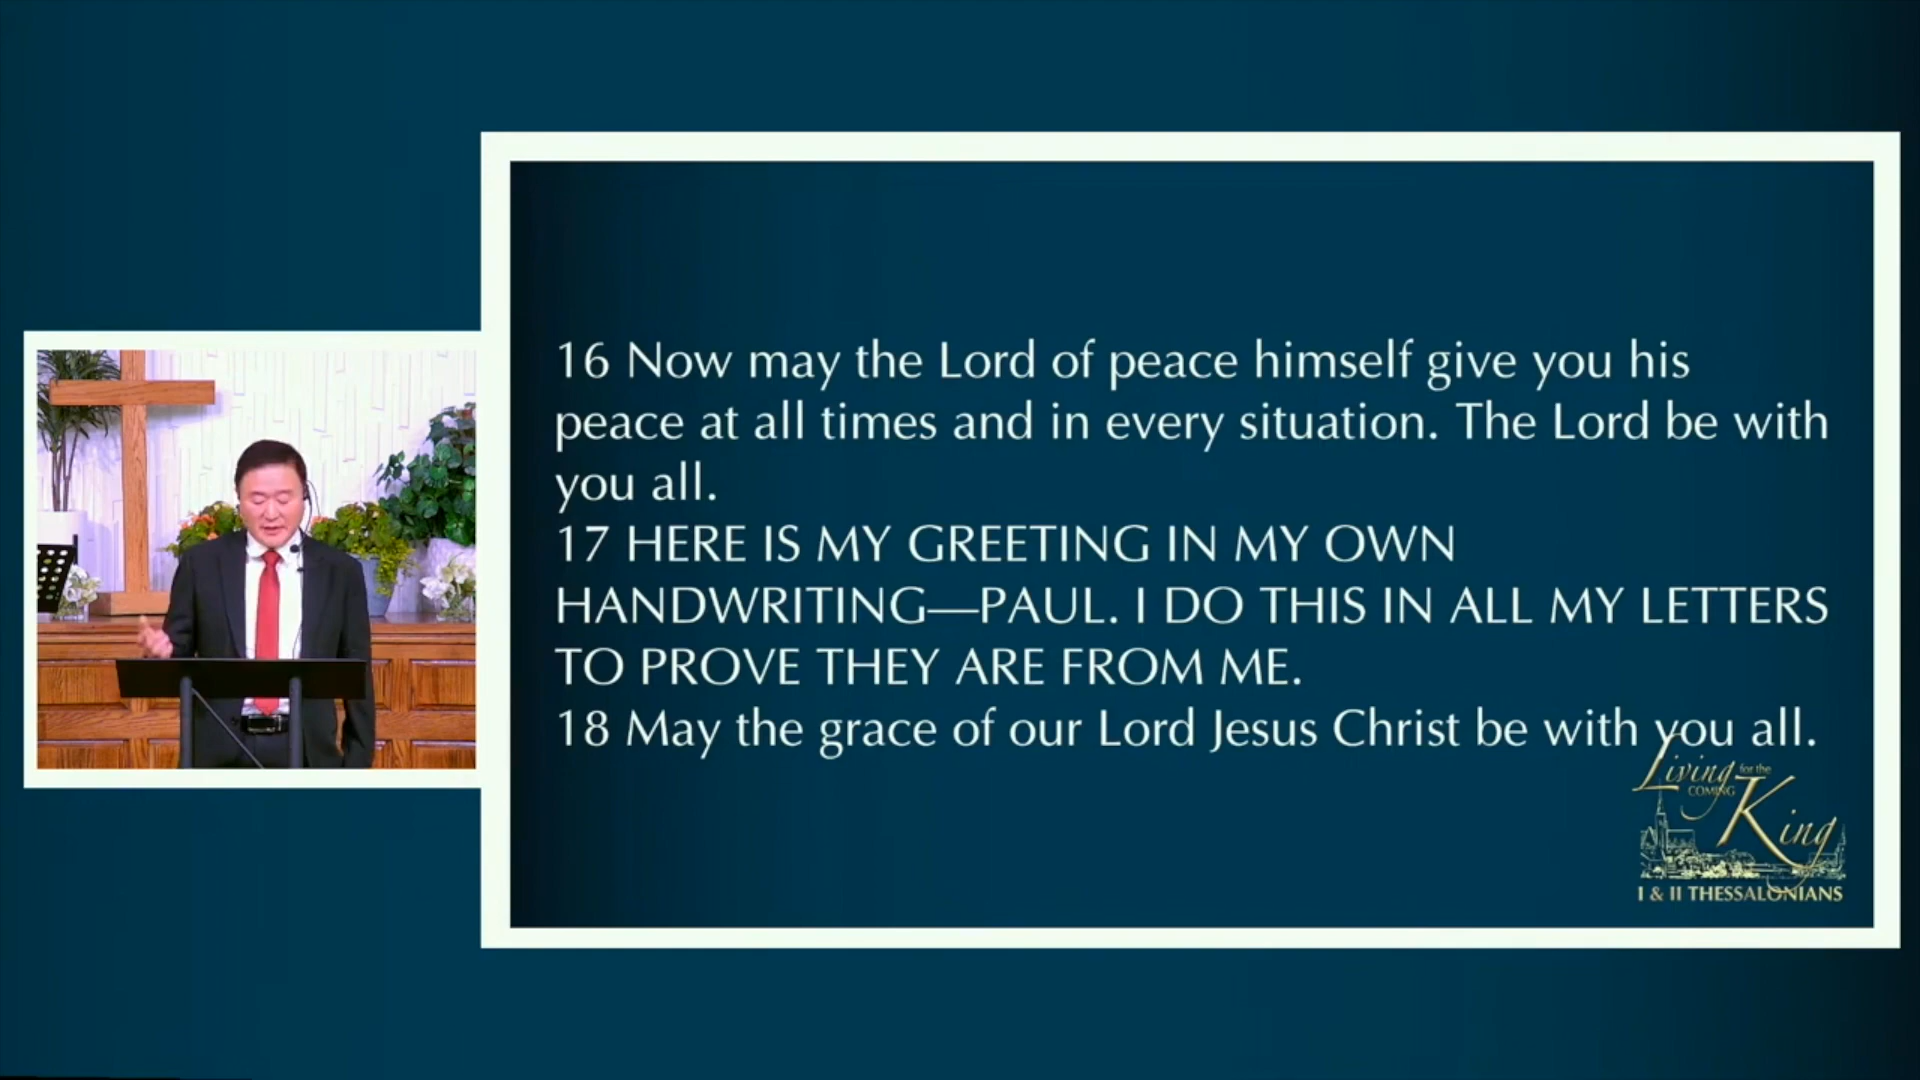 16 Now may the Lord of peace himself give you his
peace at all times and in every situation. The Lord be with
you all.
17 HERE IS MY GREETING IN MY OWN
HANDWRITING—PAUL. I DO THIS IN ALL MY LETTERS
TO PROVE THEY ARE FROM ME.
18 May the grace of our Lord Jesus Christ be with you all.
Living for the
COMING
King
I & II THESSALONIANS